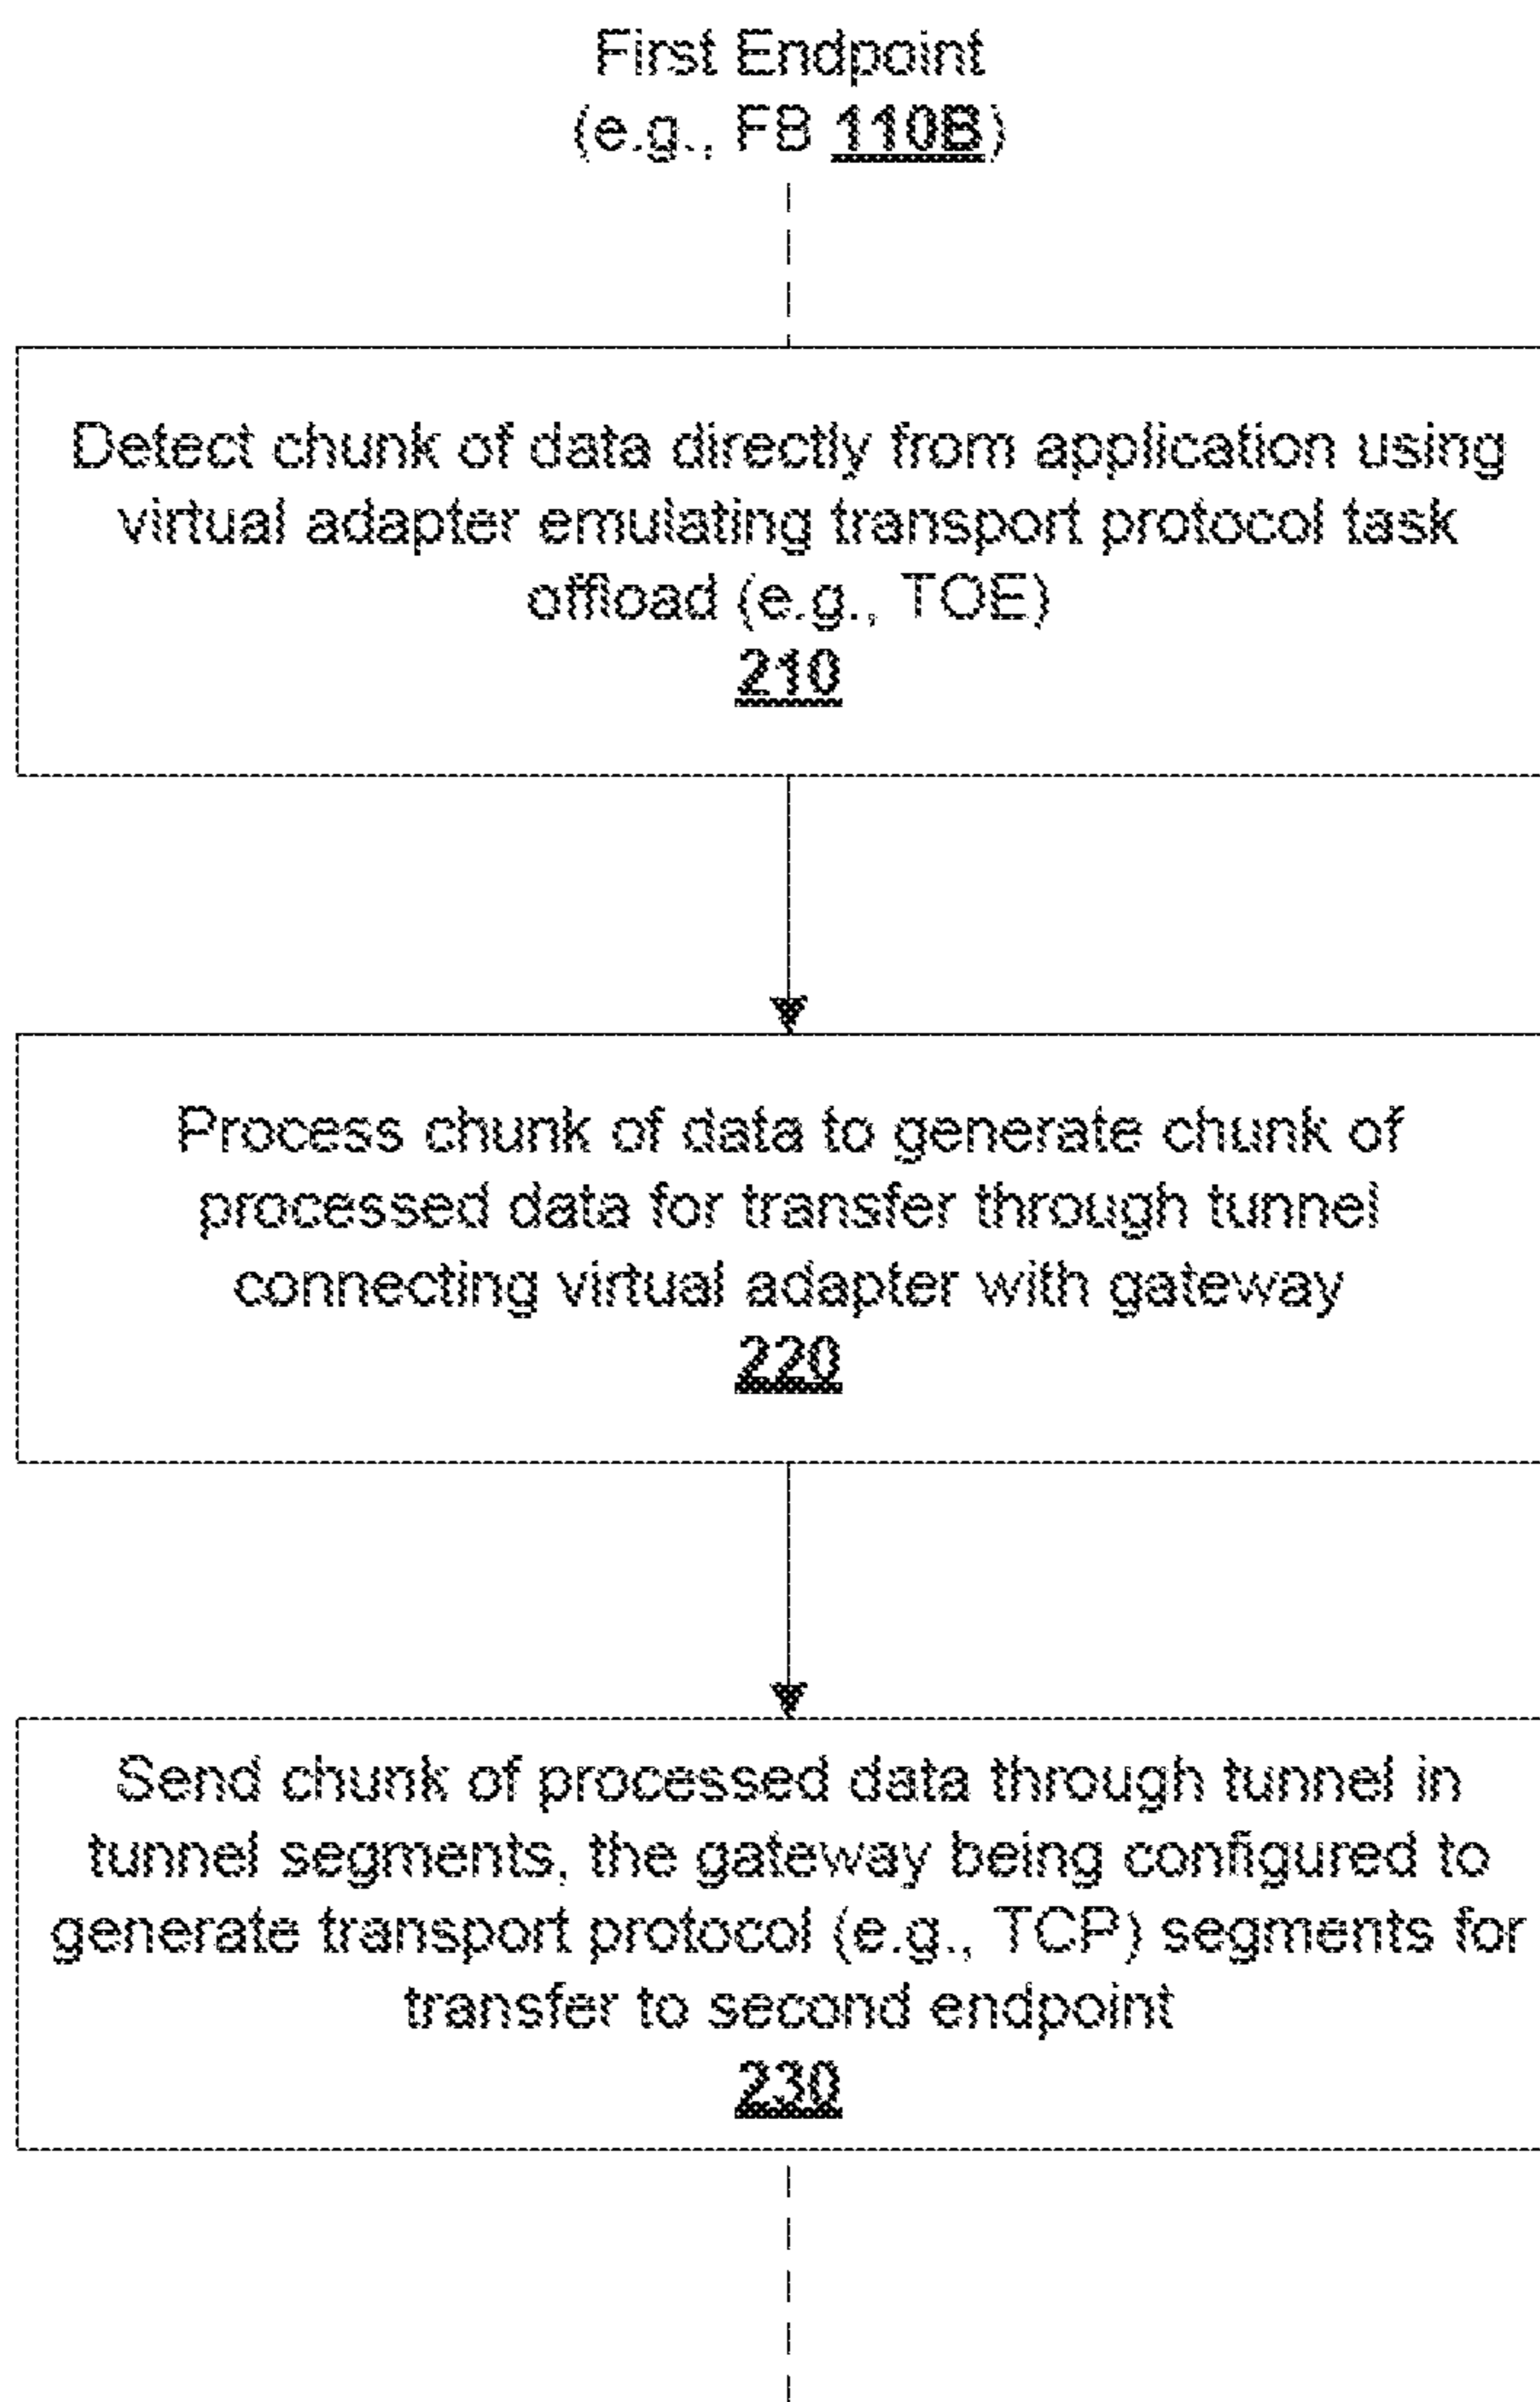 First Endpoint
(e.g., FB 110B)
Detect chunk of data directly from application using
virtual adapter emulating transport protocol task
offload (e.g., TOE)
210
Process chunk of data to generate chunk of
processed data for transfer through tunnel
connecting virtual adapter with gateway
220
Send chunk of processed data through tunnel in
tunnel segments, the gateway being configured to
generate transport protocol (e.g., TCP) segments for
transfer to second endpoint
230